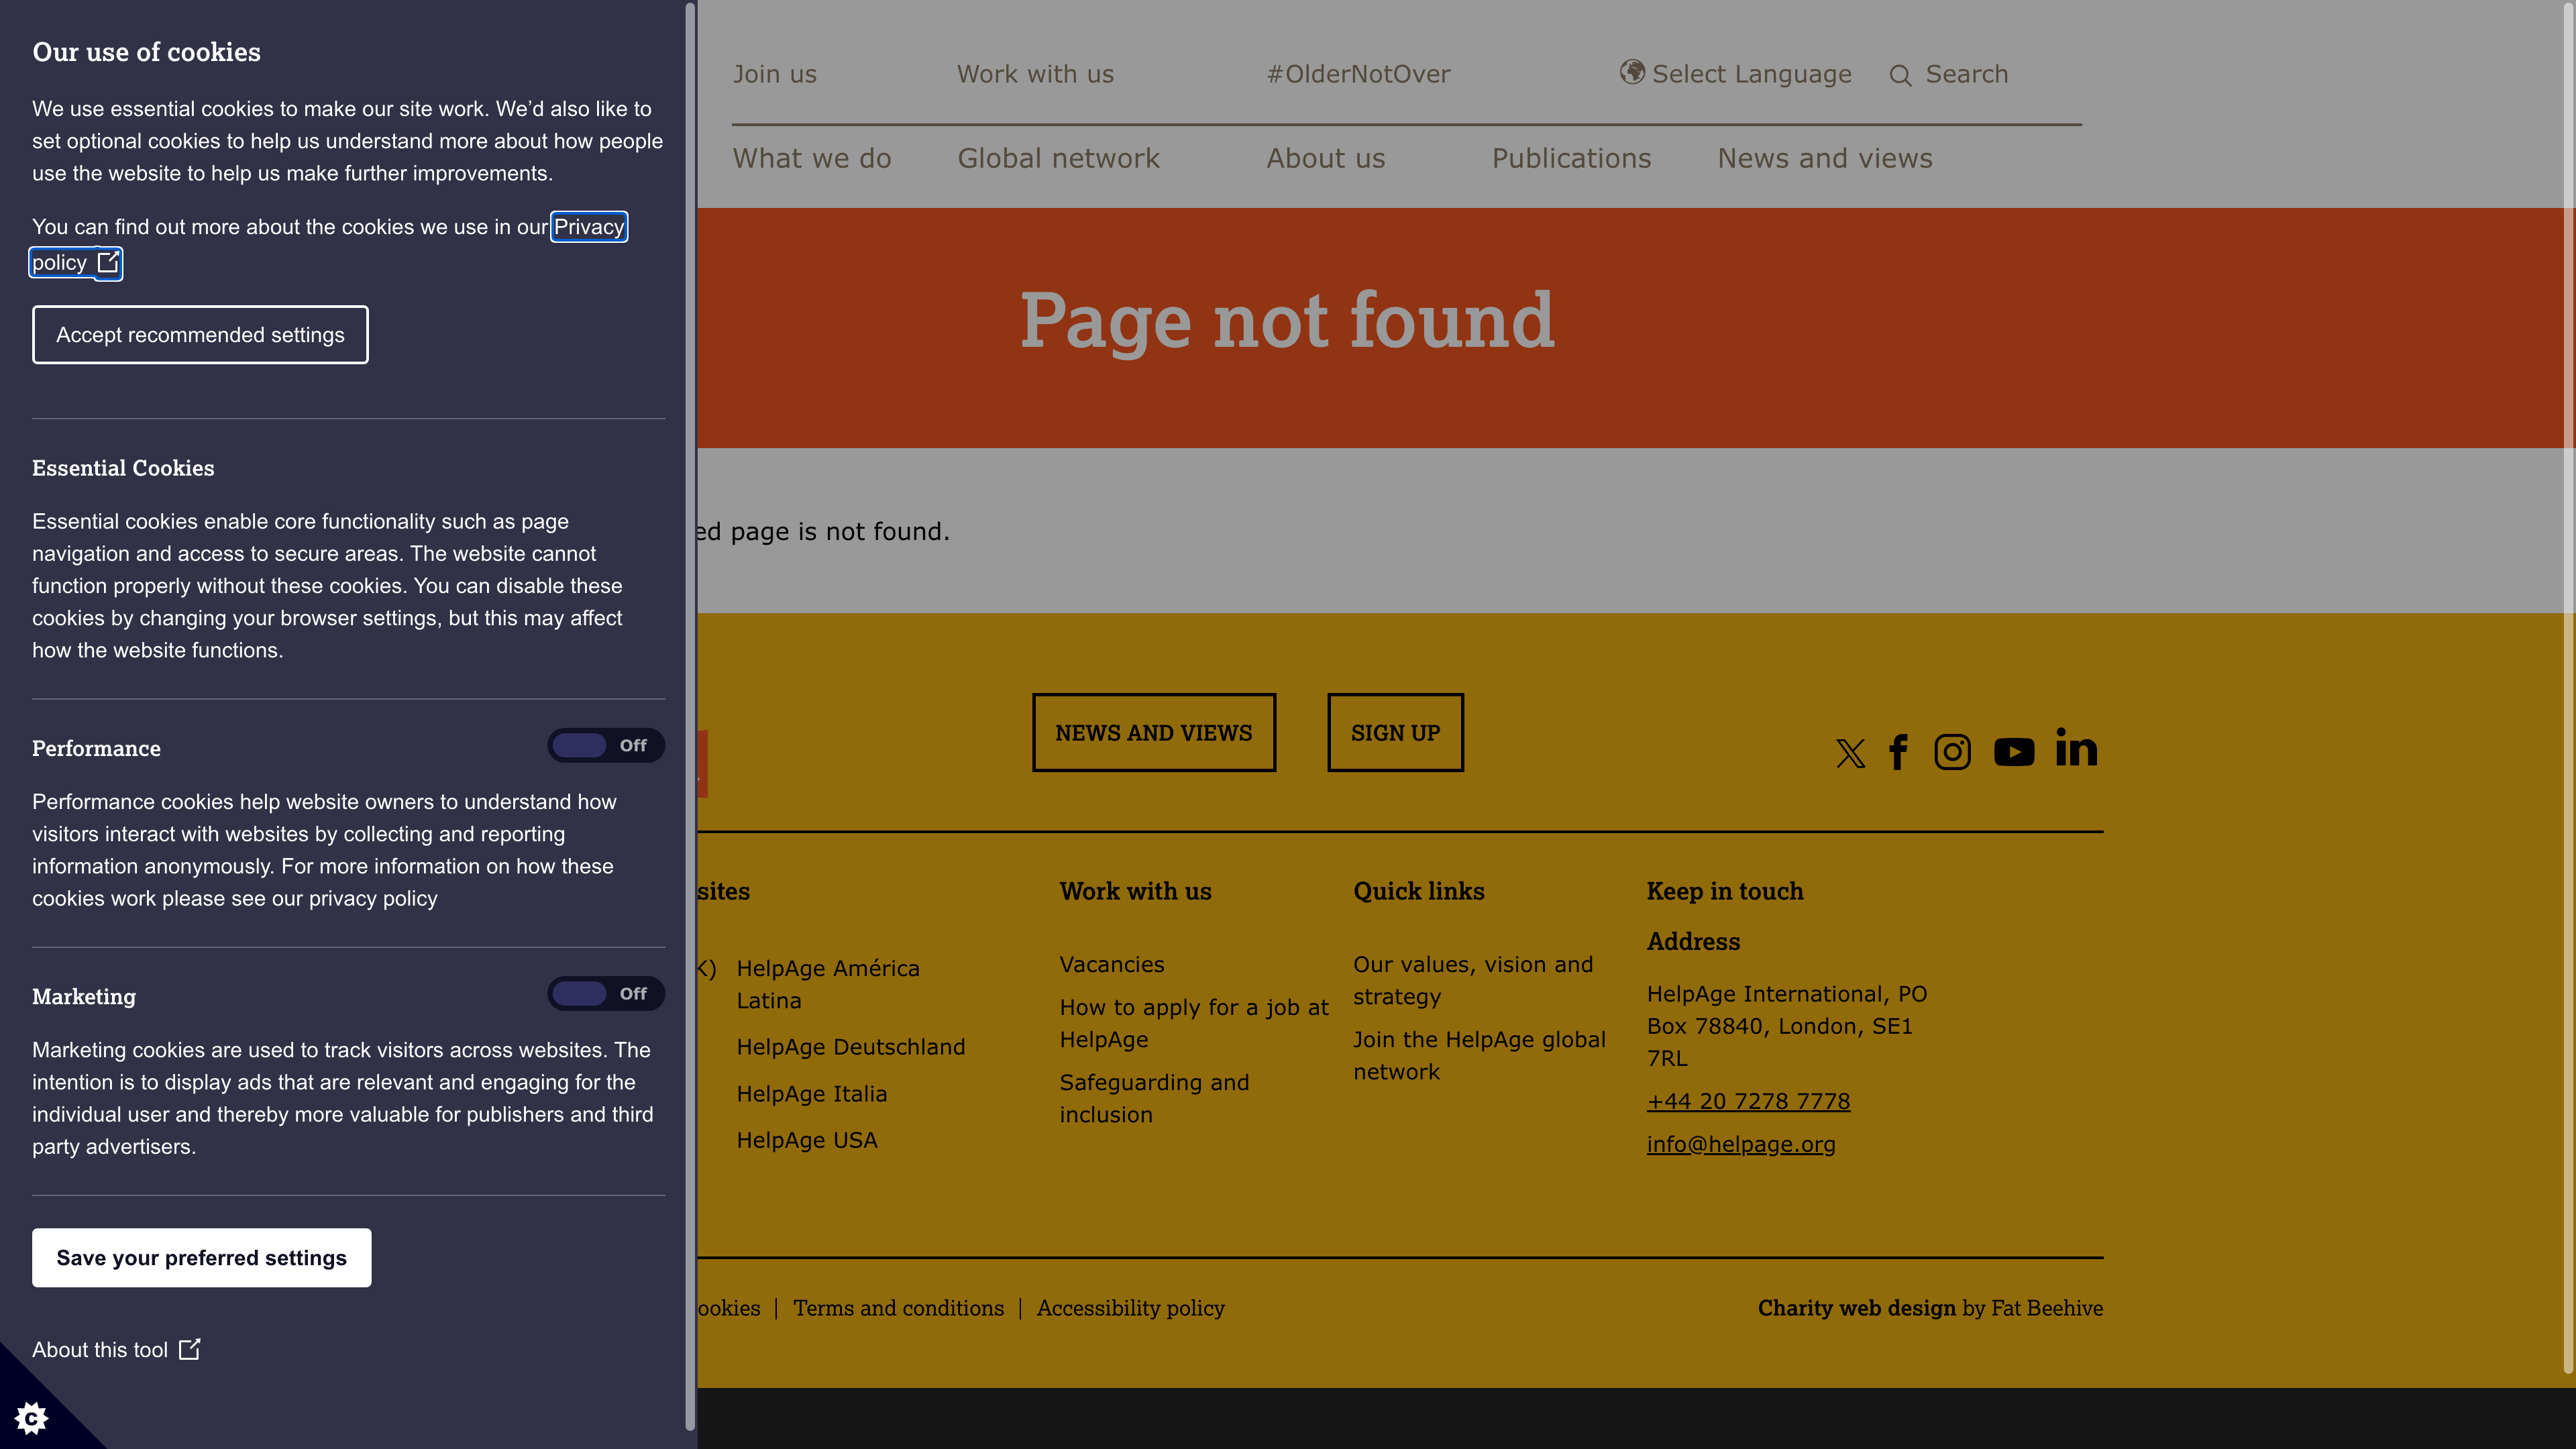 Our use of cookies
We use essential cookies to make our site work. We’d also like to
set optional cookies to help us understand more about how people
use the website to help us make further improvements.
You can find out more about the cookies we use in our Privacy
policy
Accept recommended settings
Essential Cookies
Essential cookies enable core functionality such as page
navigation and access to secure areas. The website cannot
function properly without these cookies. You can disable these
cookies by changing your browser settings, but this may affect
how the website functions.
Performance
Off
Performance cookies help website owners to understand how
visitors interact with websites by collecting and reporting
information anonymously. For more information on how these
cookies work please see our privacy policy
Marketing
Off
Marketing cookies are used to track visitors across websites. The
intention is to display ads that are relevant and engaging for the
individual user and thereby more valuable for publishers and third
party advertisers.
Save your preferred settings
About this tool
Join us
Work with us
#OlderNotOver
Select Language
Search
What we do
Global network
About us
Publications
News and views
Page not found
ed page is not found.
NEWS AND VIEWS
SIGN UP
sites
K)
HelpAge América
Latina
HelpAge Deutschland
HelpAge Italia
HelpAge USA
Work with us
Vacancies
How to apply for a job at
HelpAge
Safeguarding and
inclusion
Quick links
Our values, vision and
strategy
Join the HelpAge global
network
Keep in touch
Address
HelpAge International, PO
Box 78840, London, SE1
7RL
+44 20 7278 7778
info@helpage.org
ookies | Terms and conditions | Accessibility policy
Charity web design by Fat Beehive